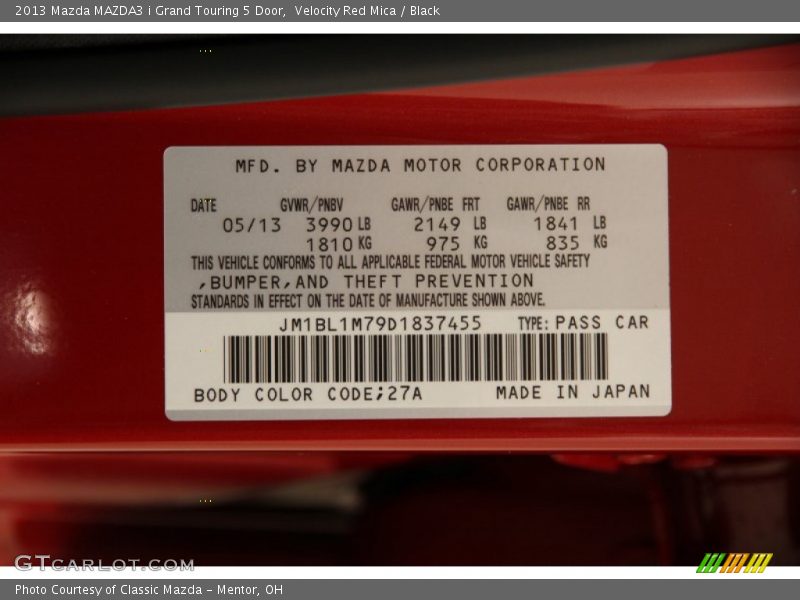 2013 Mazda MAZDA3 i Grand Touring 5 Door,  Velocity Red Mica / Black
MFD. BY MAZDA MOTOR CORPORATION
DATE GVWR/PNBV GAWR/PNBE FRT GAWR/PNBE RR
05/13 3990 LB 2149 LB 1841 LB
1810 KG 975 KG 835 KG
THIS VEHICLE CONFORMS TO ALL APPLICABLE FEDERAL MOTOR VEHICLE SAFETY
,BUMPER,AND THEFT PREVENTION
STANDARDS IN EFFECT ON THE DATE OF MANUFACTURE SHOWN ABOVE.
JM1BL1M79D1837455 TYPE: PASS CAR
BODY COLOR CODE;27A MADE IN JAPAN
GTCARLOT.COM
Photo Courtesy of Classic Mazda - Mentor, OH